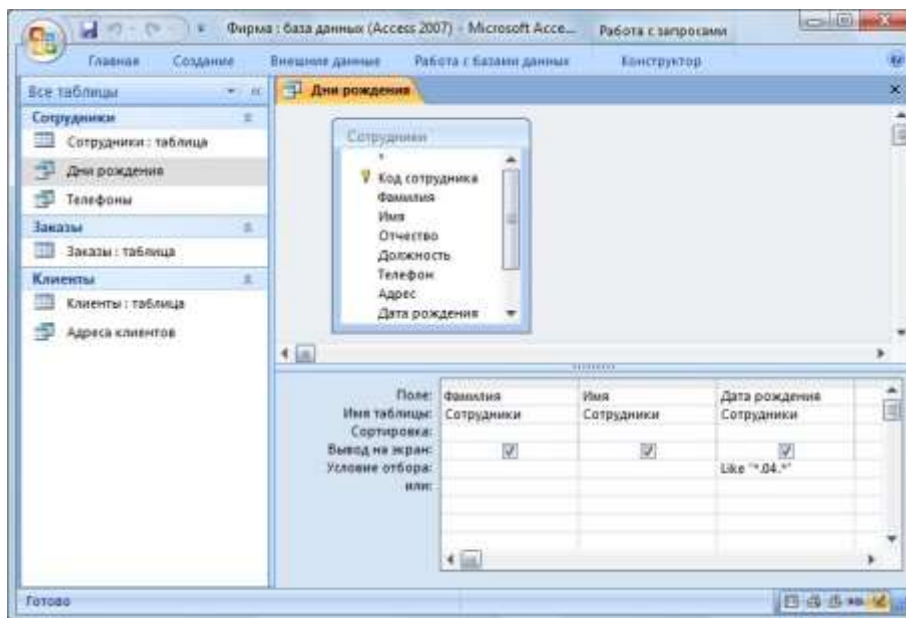 Фирма : база данных (Access 2007) - Microsoft Acce...
Работа с запросами
Главная Создание Внешние данные Работа с базами данных Конструктор
Все таблицы
Сотрудники
Сотрудники : таблица
Дни рождения
Телефоны
Заказы
Заказы : таблица
Клиенты
Клиенты : таблица
Адреса клиентов
Дни рождения
Сотрудники
*
Код сотрудника
Фамилия
Имя
Отчество
Должность
Телефон
Адрес
Дата рождения
Поле: Фамилия Имя Дата рождения
Имя таблицы: Сотрудники Сотрудники Сотрудники
Сортировка:
Вывод на экран:
Условие отбора: Like "*.04.*"
или:
Готово